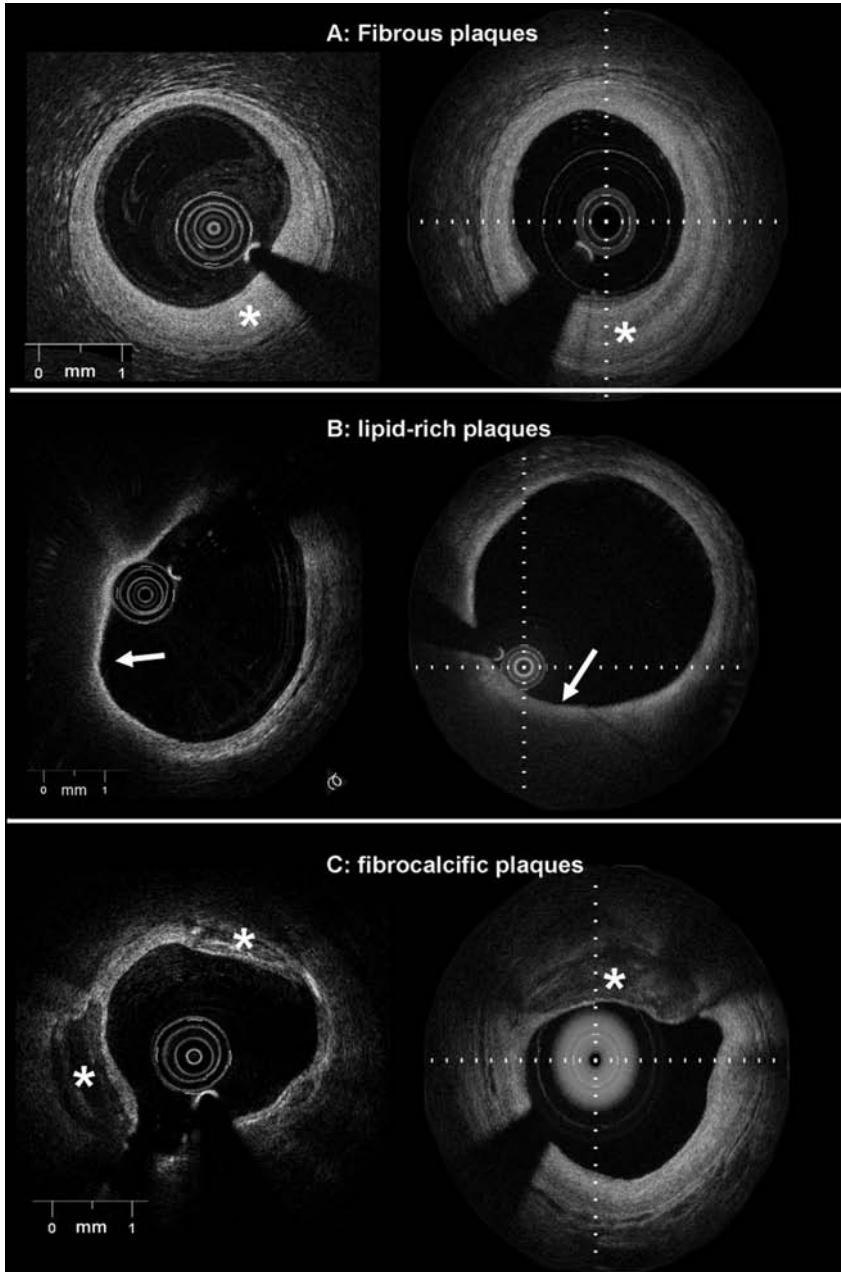 A: Fibrous plaques
*
*
0 mm 1
B: lipid-rich plaques
0 mm 1
C: fibrocalcific plaques
*
*
*
0 mm 1